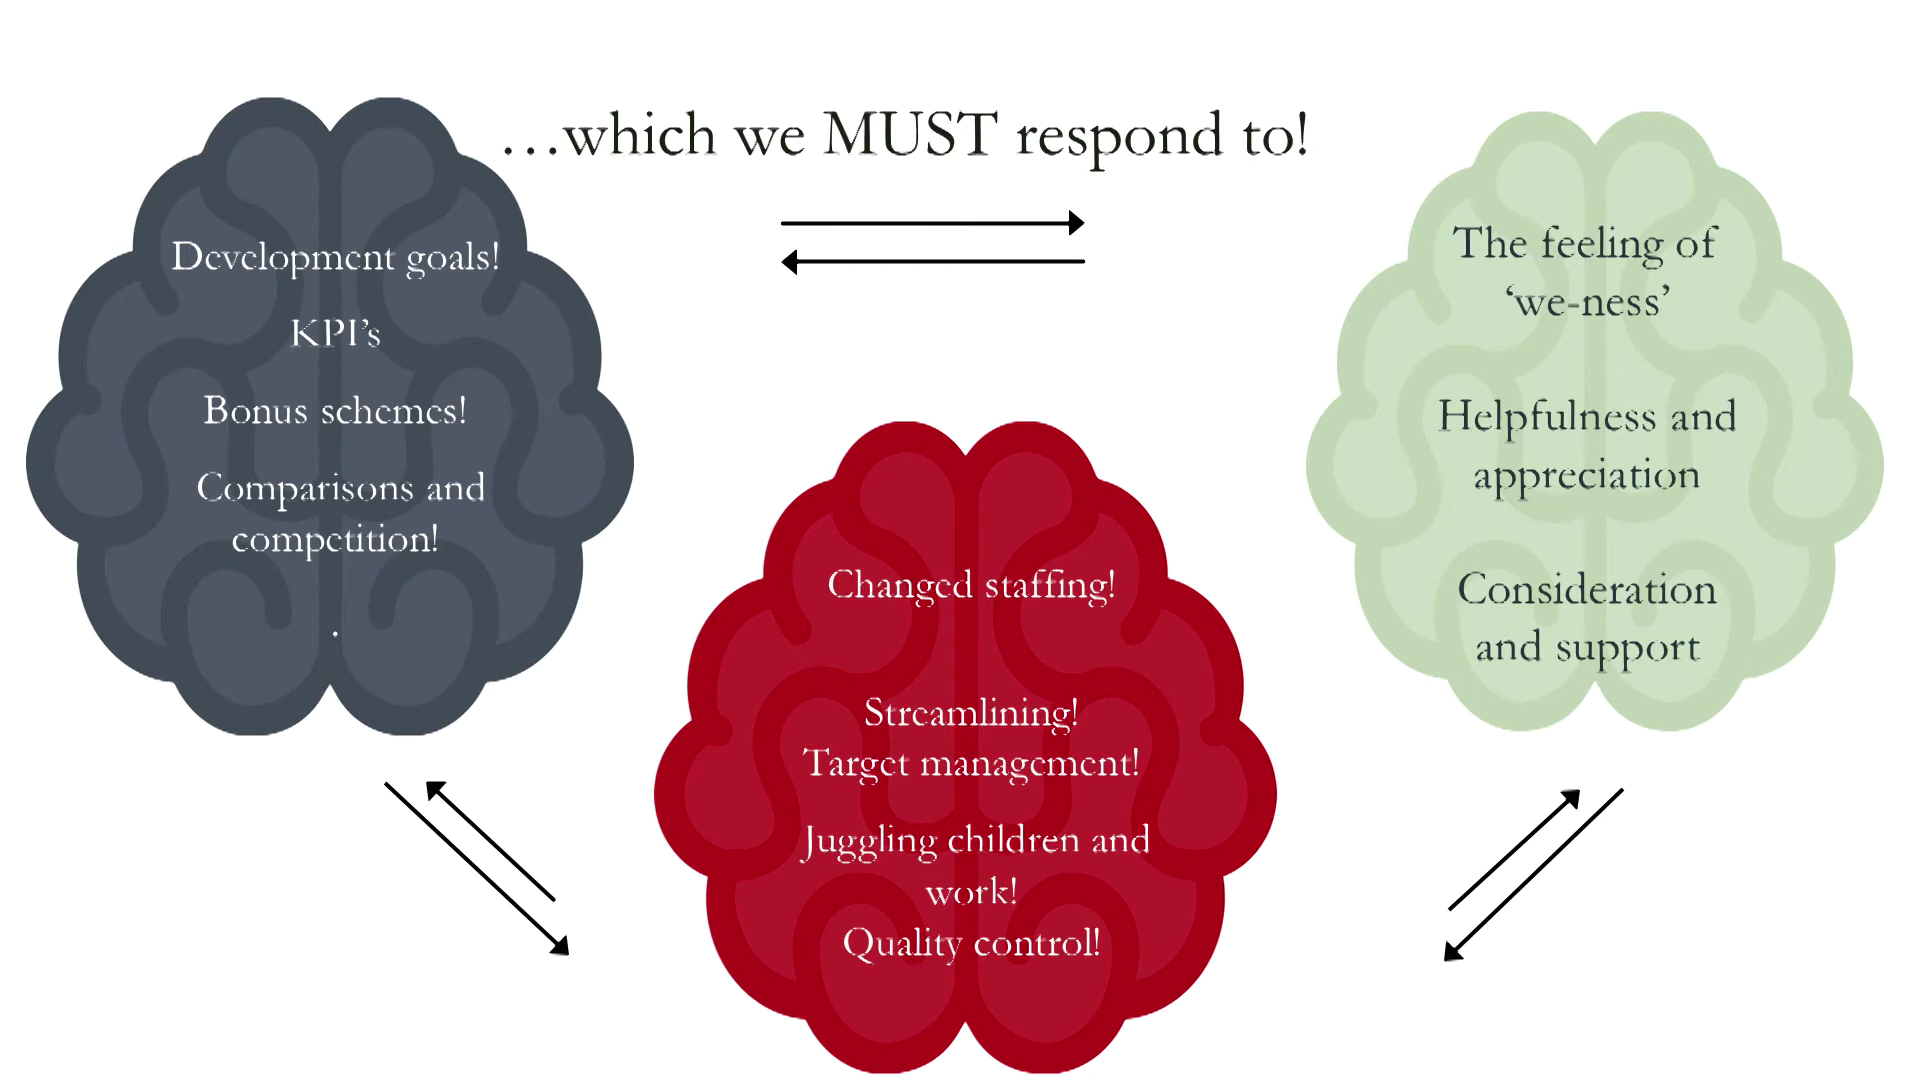 …which we MUST respond to!
Development goals!
KPI’s
Bonus schemes!
Comparisons and
competition!
.
Changed staffing!
Streamlining!
Target management!
Juggling children and
work!
Quality control!
The feeling of
‘we-ness’
Helpfulness and
appreciation
Consideration
and support